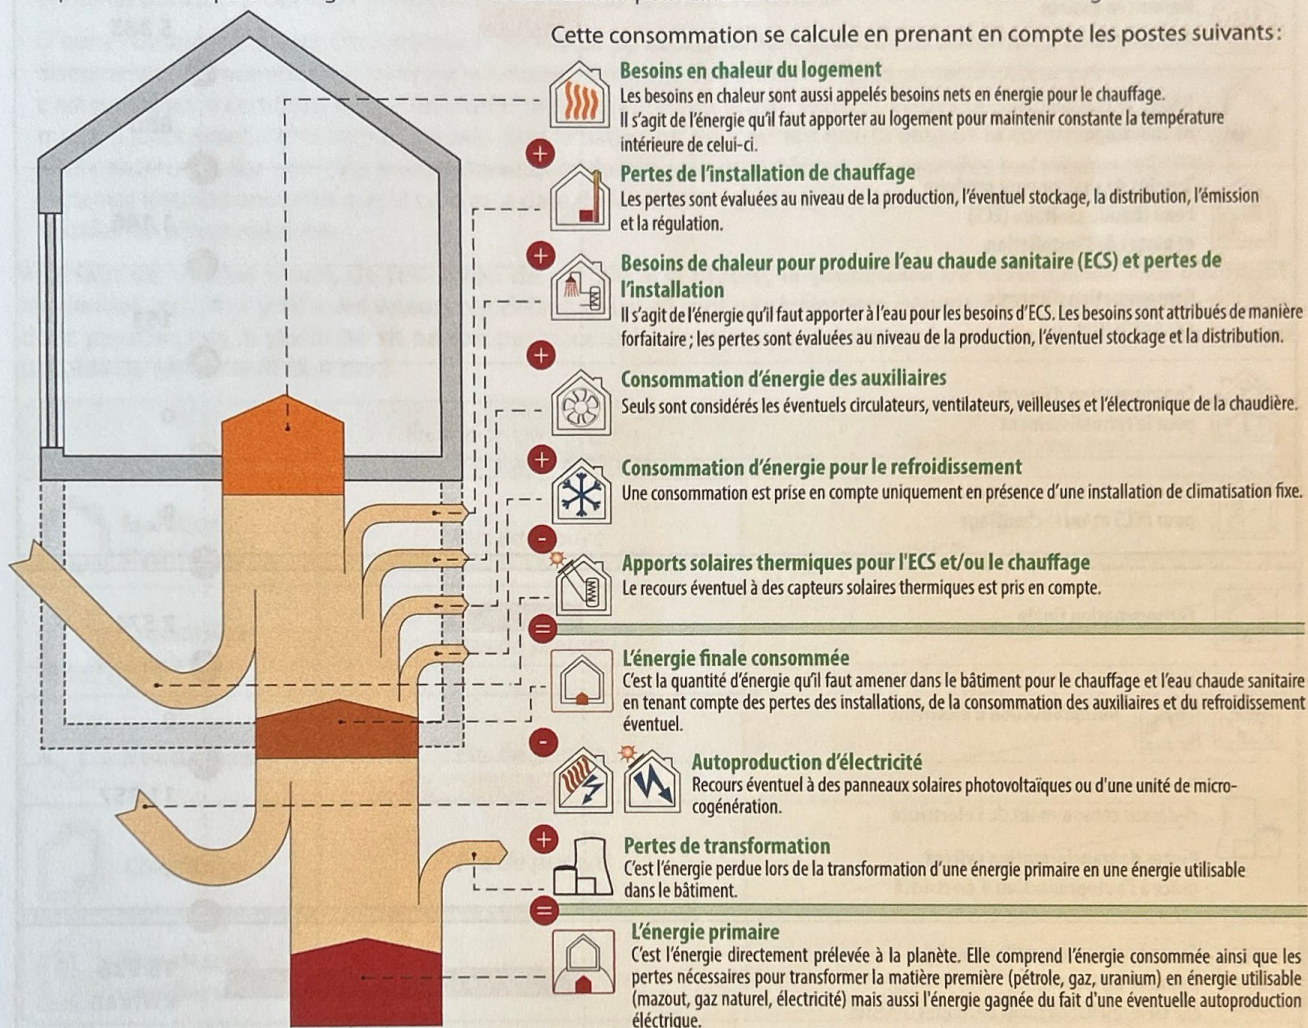 Cette consommation se calcule en prenant en compte les postes suivants :
Besoins en chaleur du logement
Les besoins en chaleur sont aussi appelés besoins nets en énergie pour le chauffage.
Il s'agit de l'énergie qu'il faut apporter au logement pour maintenir constante la température
intérieure de celui-ci.
+
Pertes de l'installation de chauffage
Les pertes sont évaluées au niveau de la production, l'éventuel stockage, la distribution, l'émission
et la régulation.
+
Besoins de chaleur pour produire l'eau chaude sanitaire (ECS) et pertes de
l'installation
Il s'agit de l'énergie qu'il faut apporter à l'eau pour les besoins d'ECS. Les besoins sont attribués de manière
forfaitaire ; les pertes sont évaluées au niveau de la production, l'éventuel stockage et la distribution.
+
Consommation d'énergie des auxiliaires
Seuls sont considérés les éventuels circulateurs, ventilateurs, veilleuses et l'électronique de la chaudière.
+
Consommation d'énergie pour le refroidissement
Une consommation est prise en compte uniquement en présence d'une installation de climatisation fixe.
-
Apports solaires thermiques pour l'ECS et/ou le chauffage
Le recours éventuel à des capteurs solaires thermiques est pris en compte.
=
L'énergie finale consommée
C'est la quantité d'énergie qu'il faut amener dans le bâtiment pour le chauffage et l'eau chaude sanitaire
en tenant compte des pertes des installations, de la consommation des auxiliaires et du refroidissement
éventuel.
-
Autoproduction d'électricité
Recours éventuel à des panneaux solaires photovoltaïques ou d'une unité de micro-
cogénération.
+
Pertes de transformation
C'est l'énergie perdue lors de la transformation d'une énergie primaire en une énergie utilisable
dans le bâtiment.
=
L'énergie primaire
C'est l'énergie directement prélevée à la planète. Elle comprend l'énergie consommée ainsi que les
pertes nécessaires pour transformer la matière première (pétrole, gaz, uranium) en énergie utilisable
(mazout, gaz naturel, électricité) mais aussi l'énergie gagnée du fait d'une éventuelle autoproduction
éléctrique.